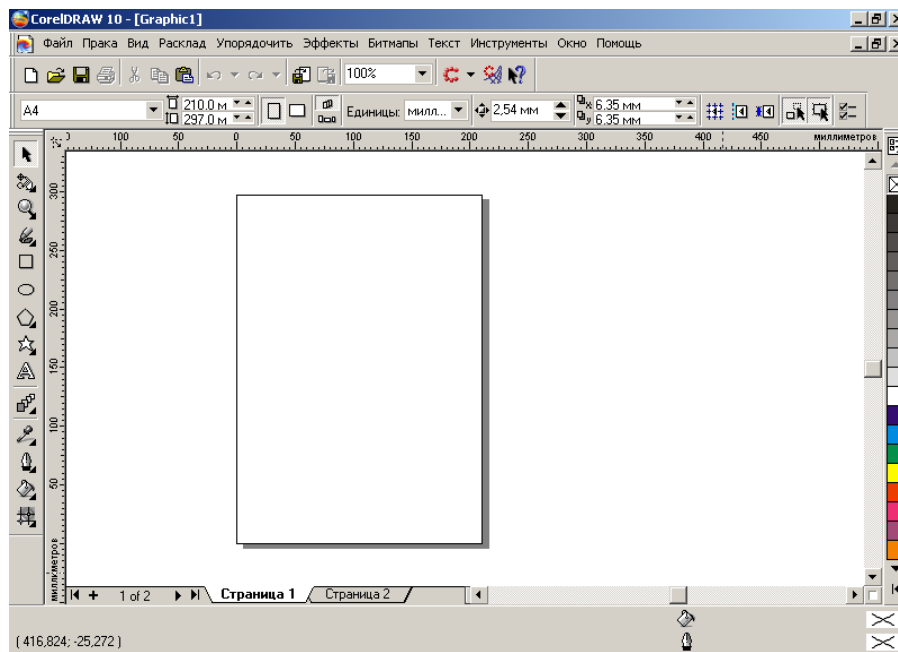 CorelDRAW 10 - [Graphic1]
Файл Прака Вид Расклад Упорядочить Эффекты Битмапы Текст Инструменты Окно Помощь
100%
A4 210.0 м 297.0 м Единицы: милл... 2,54 мм 6.35 мм 6.35 мм
100 50 0 50 100 150 200 250 300 350 400 450 миллиметров
300
250
200
150
100
50
миллиметров
1 of 2 Страница 1 Страница 2
( 416,824; -25,272 )